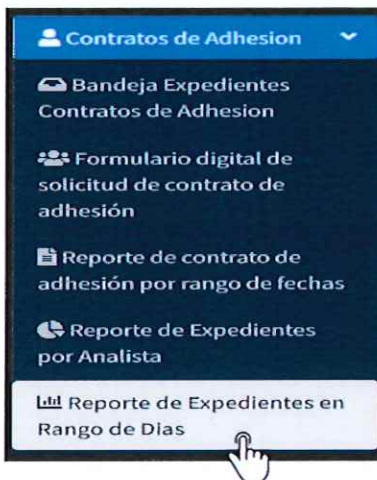 Contratos de Adhesion
Bandeja Expedientes
Contratos de Adhesion
Formulario digital de
solicitud de contrato de
adhesión
Reporte de contrato de
adhesión por rango de fechas
Reporte de Expedientes
por Analista
Reporte de Expedientes en
Rango de Dias